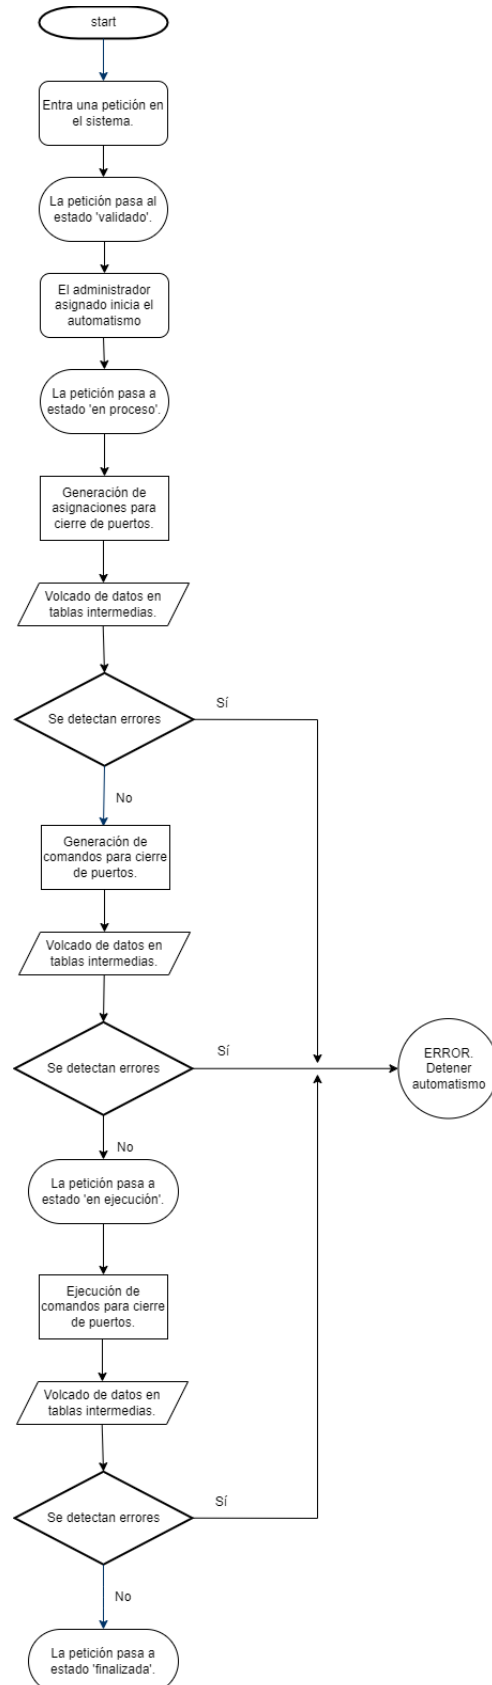 start
Entra una petición en
el sistema.
La petición pasa al
estado 'validado'.
El administrador
asignado inicia el
automatismo
La petición pasa a
estado 'en proceso'.
Generación de
asignaciones para
cierre de puertos.
Volcado de datos en
tablas intermedias.
Se detectan errores
Sí
No
Generación de
comandos para cierre
de puertos.
Volcado de datos en
tablas intermedias.
Se detectan errores
Sí
ERROR.
Detener
automatismo
No
La petición pasa a
estado 'en ejecución'.
Ejecución de
comandos para cierre
de puertos.
Volcado de datos en
tablas intermedias.
Se detectan errores
Sí
No
La petición pasa a
estado 'finalizada'.